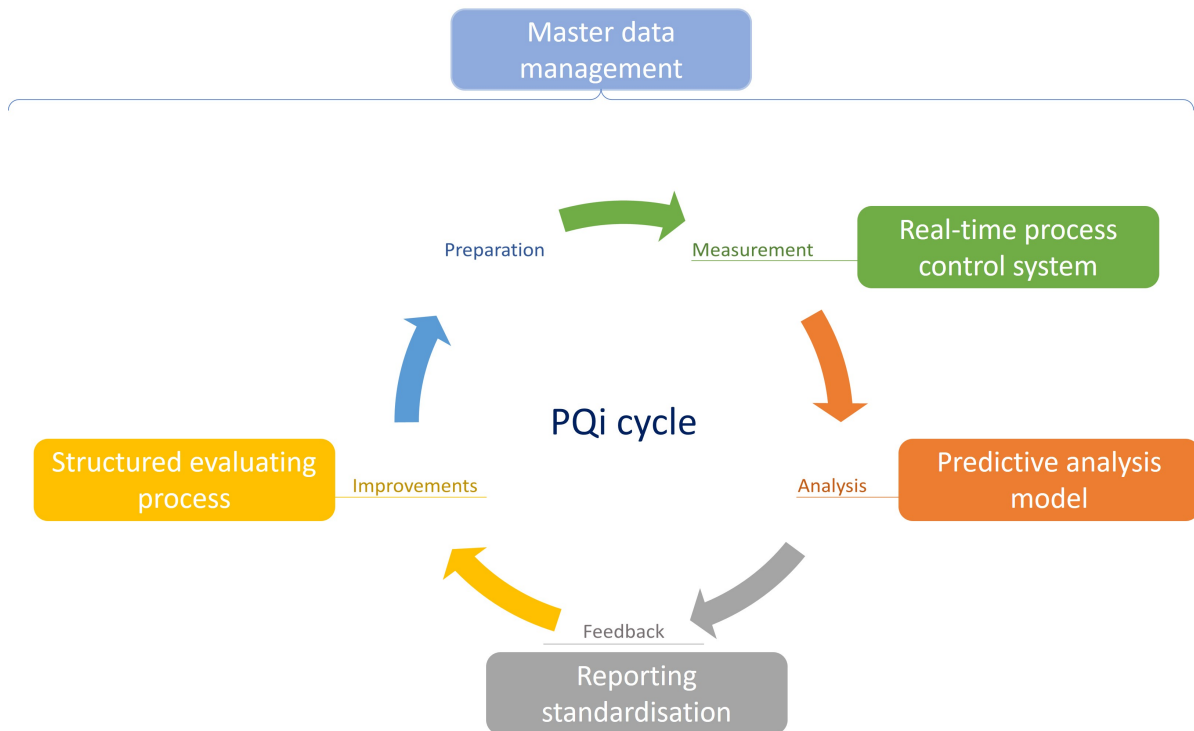 Master data
management
Preparation
Measurement
Real-time process
control system
PQi cycle
Structured evaluating
process
Improvements
Analysis
Predictive analysis
model
Feedback
Reporting
standardisation